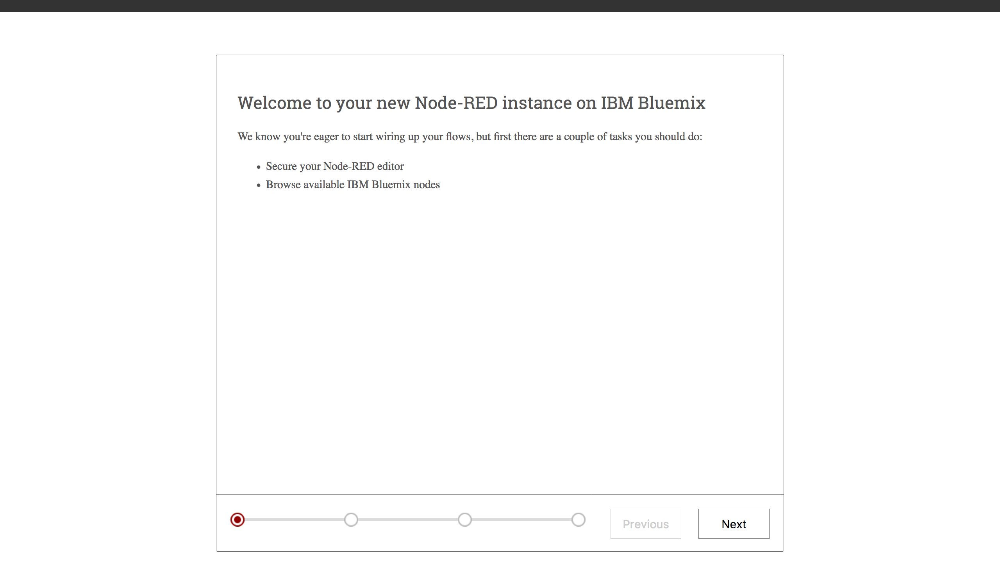 Welcome to your new Node-RED instance on IBM Bluemix
We know you're eager to start wiring up your flows, but first there are a couple of tasks you should do:
• Secure your Node-RED editor
• Browse available IBM Bluemix nodes
Previous
Next